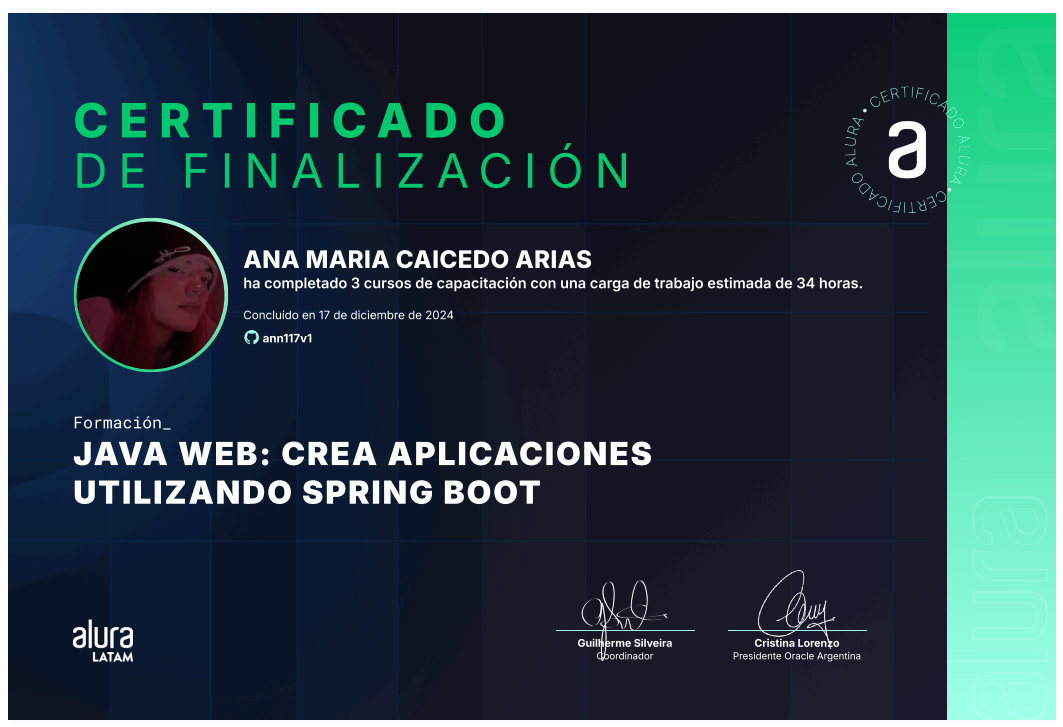 CERTIFICADO
DE FINALIZACIÓN
CERTIFICADO ALURA • CERTIFICADO ALURA •
a
ANA MARIA CAICEDO ARIAS
ha completado 3 cursos de capacitación con una carga de trabajo estimada de 34 horas.
Concluído en 17 de diciembre de 2024
ann117v1
Formación_
JAVA WEB: CREA APLICACIONES
UTILIZANDO SPRING BOOT
alura
LATAM
Guilherme Silveira
Coordinador
Cristina Lorenzo
Presidente Oracle Argentina
alura
alura